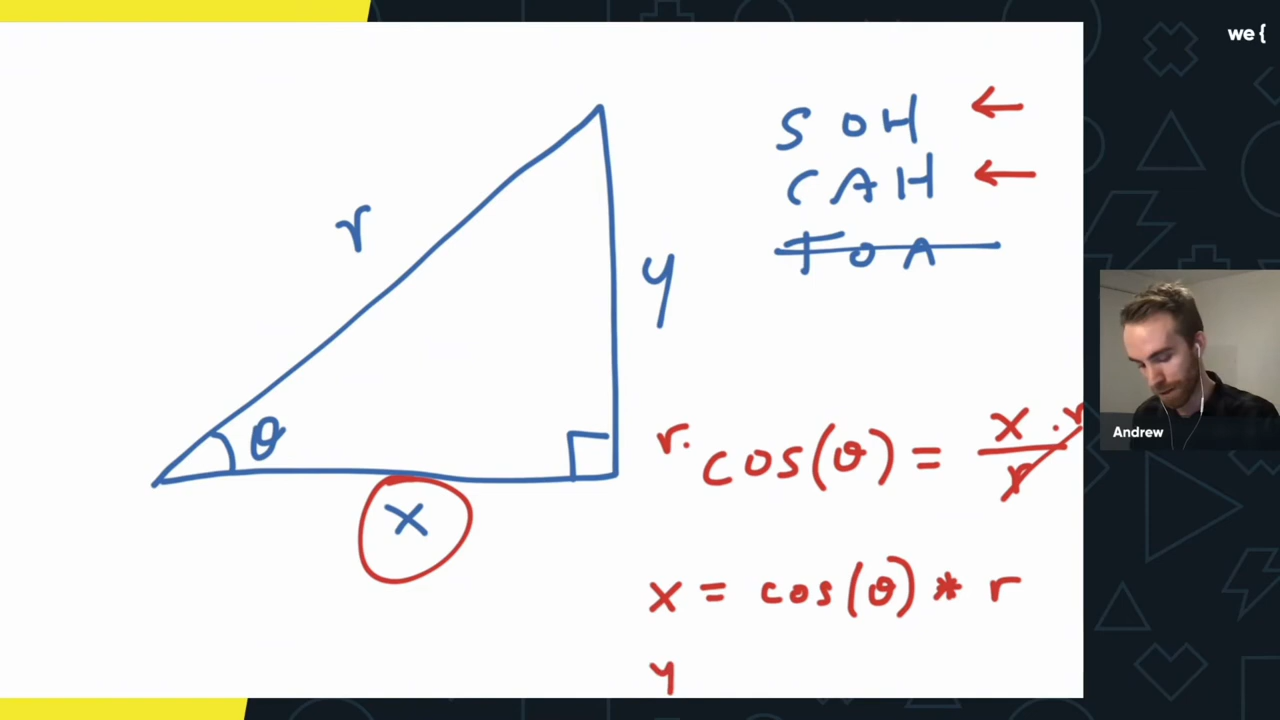 we {
SOH
CAH
TOA
r
y
θ
x
r. cos(θ) = x/r . r
x = cos(θ) * r
y
Andrew